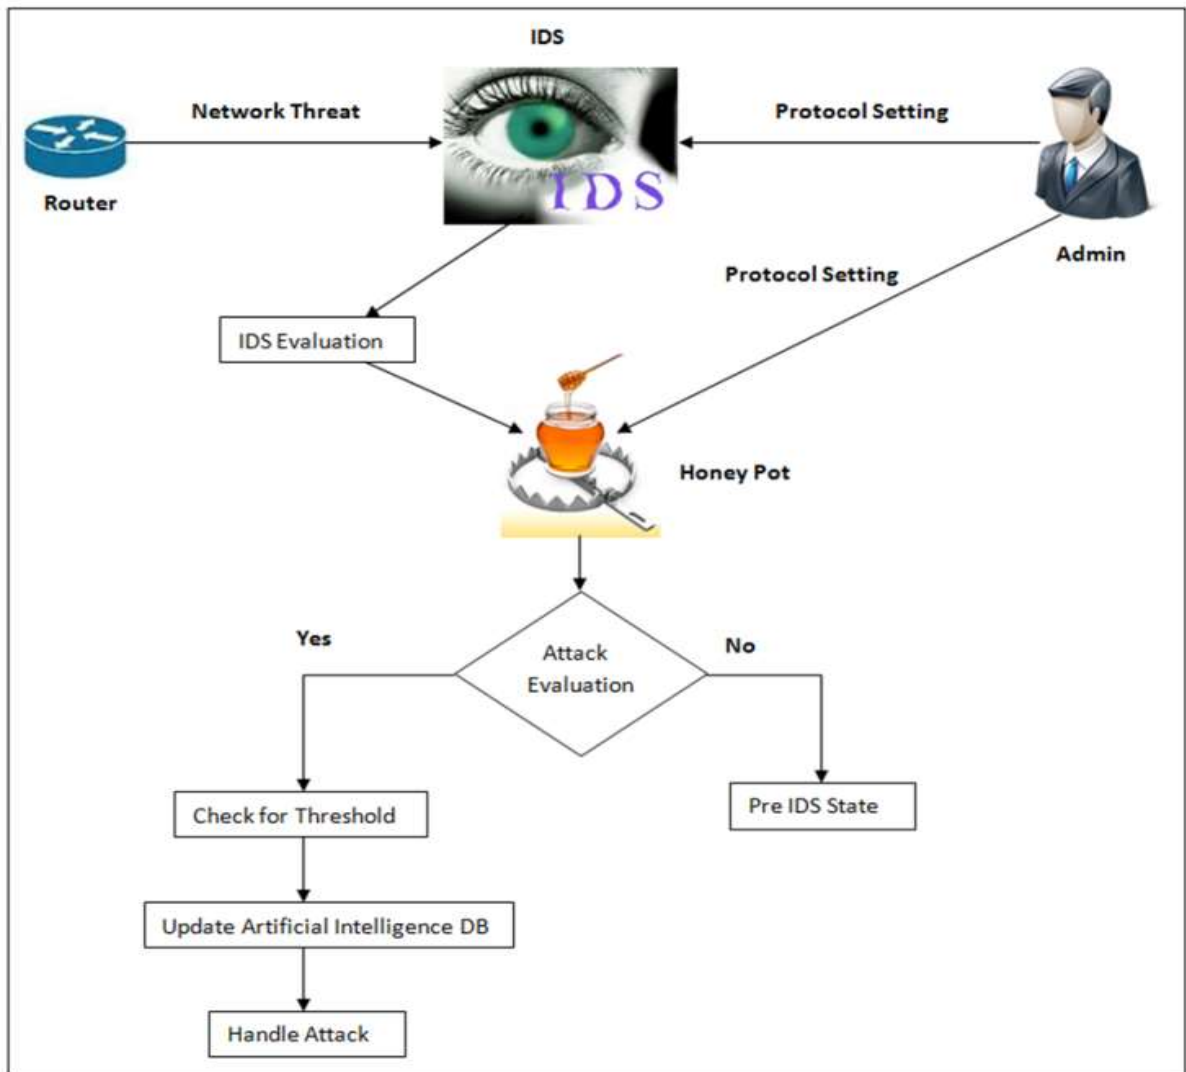 IDS
Network Threat
Protocol Setting
IDS
Router
Admin
Protocol Setting
IDS Evaluation
Honey Pot
Yes
No
Attack
Evaluation
Check for Threshold
Pre IDS State
Update Artificial Intelligence DB
Handle Attack